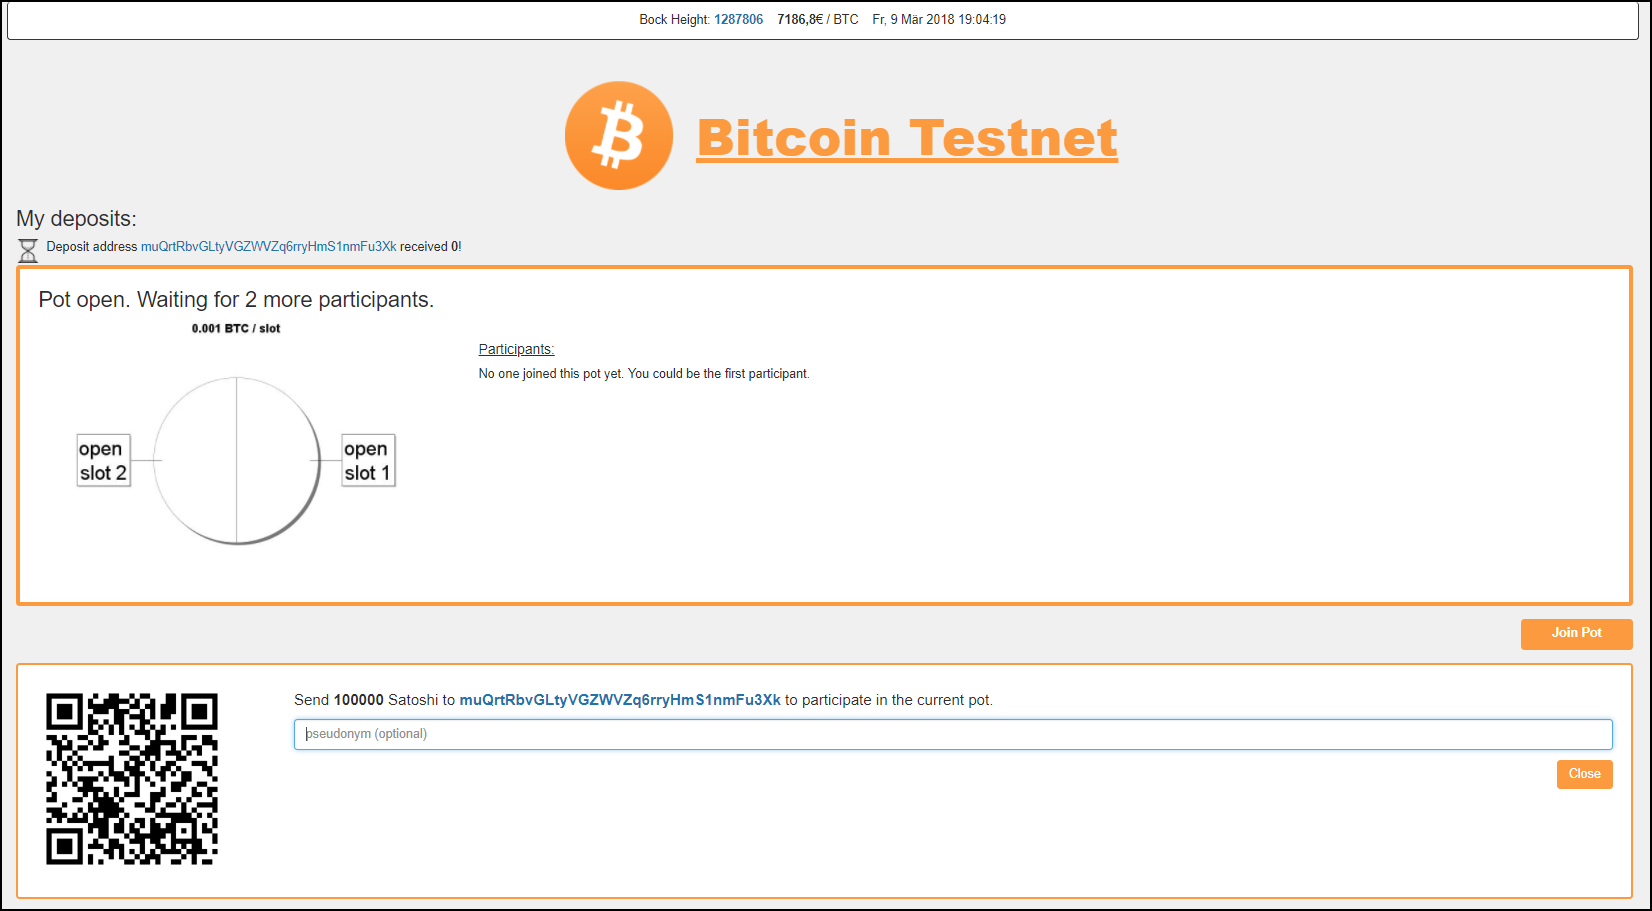 Bock Height: 1287806 7186,8€ / BTC Fr, 9 Mär 2018 19:04:19
Bitcoin Testnet
My deposits:
Deposit address muQrtRbvGLtyVGZWVZq6rryHmS1nmFu3Xk received 0!
Pot open. Waiting for 2 more participants.
0.001 BTC / slot
Participants:
No one joined this pot yet. You could be the first participant.
open
slot 2
open
slot 1
Join Pot
Send 100000 Satoshi to muQrtRbvGLtyVGZWVZq6rryHmS1nmFu3Xk to participate in the current pot.
pseudonym (optional)
Close